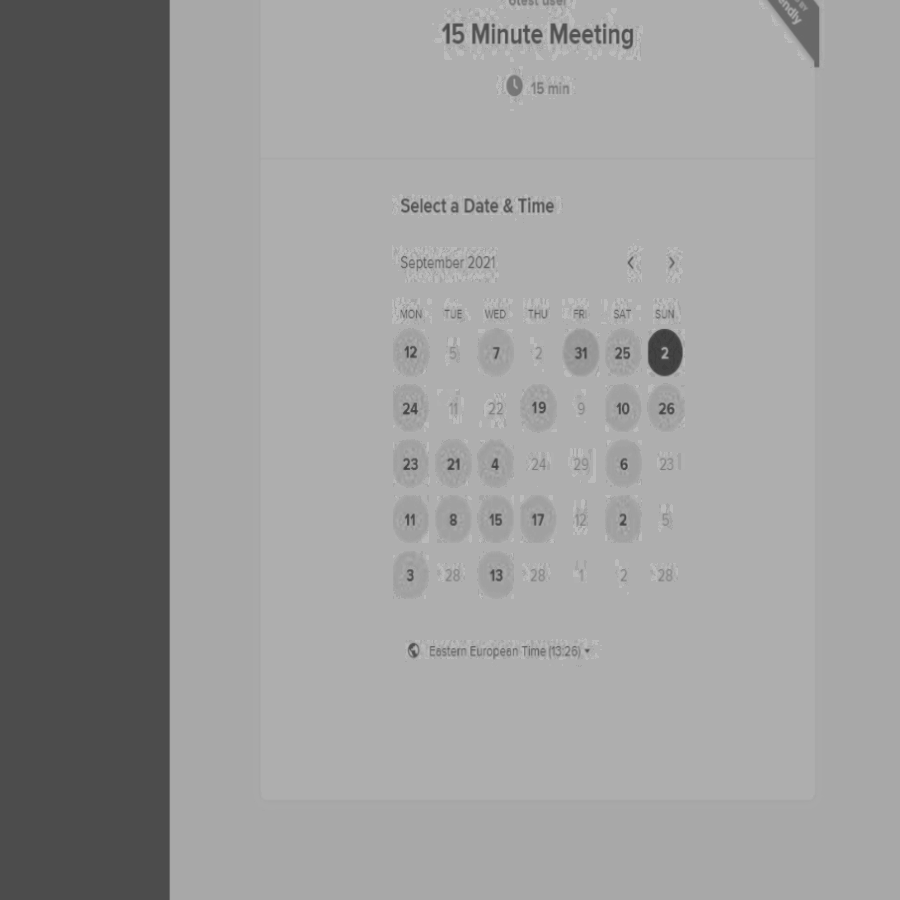 15 Minute Meeting
15 min
Select a Date & Time
September 2021
MON TUE WED THU FRI SAT SUN
12 5 7 2 31 25 2
24 11 22 19 9 10 26
23 21 4 24 29 6 23
11 8 15 17 12 2 5
3 28 13 28 1 2 28
Eastern European Time (13:26)